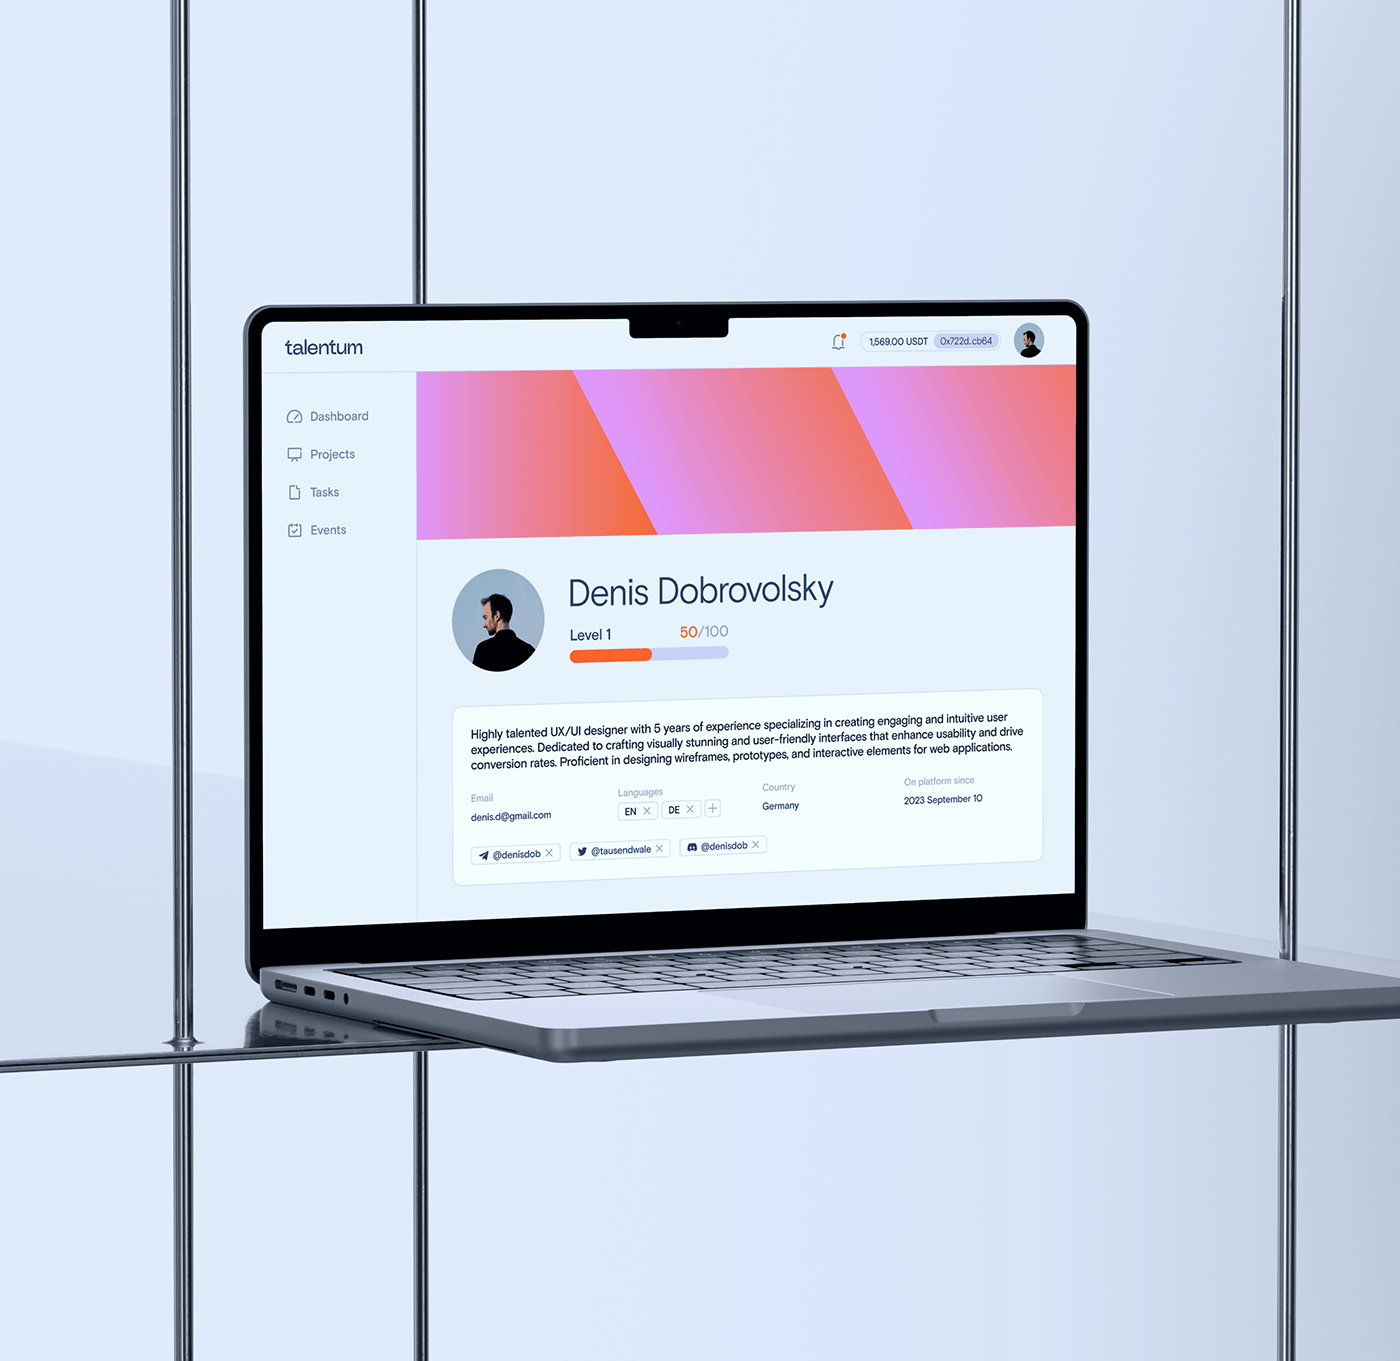 talentum
1,569.00 USDT
0x722d..cb64
Dashboard
Projects
Tasks
Events
Denis Dobrovolsky
Level 1
50/100
Highly talented UX/UI designer with 5 years of experience specializing in creating engaging and intuitive user
experiences. Dedicated to crafting visually stunning and user-friendly interfaces that enhance usability and drive
conversion rates. Proficient in designing wireframes, prototypes, and interactive elements for web applications.
Email
denis.d@gmail.com
Languages
EN
DE
Country
Germany
On platform since
2023 September 10
@denisdob
@tausendwale
@denisdob